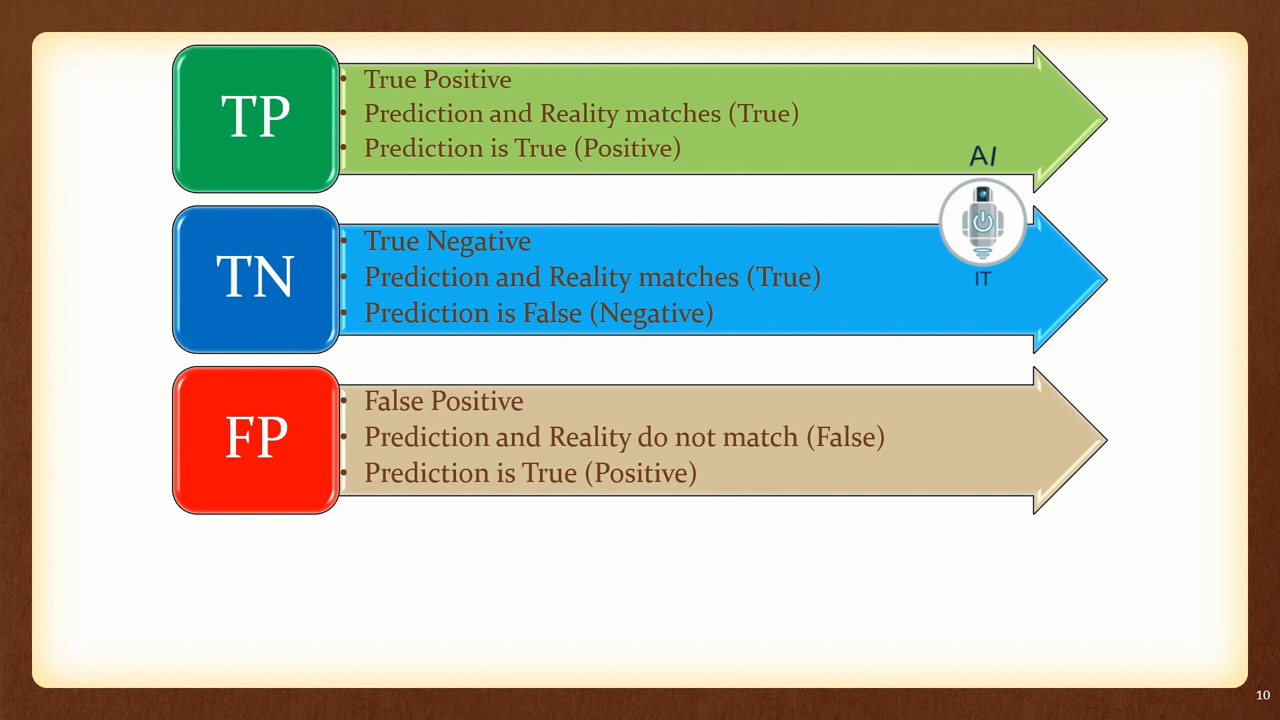 TP
• True Positive
• Prediction and Reality matches (True)
• Prediction is True (Positive)
AI
TN
• True Negative
• Prediction and Reality matches (True)
• Prediction is False (Negative)
IT
FP
• False Positive
• Prediction and Reality do not match (False)
• Prediction is True (Positive)
10